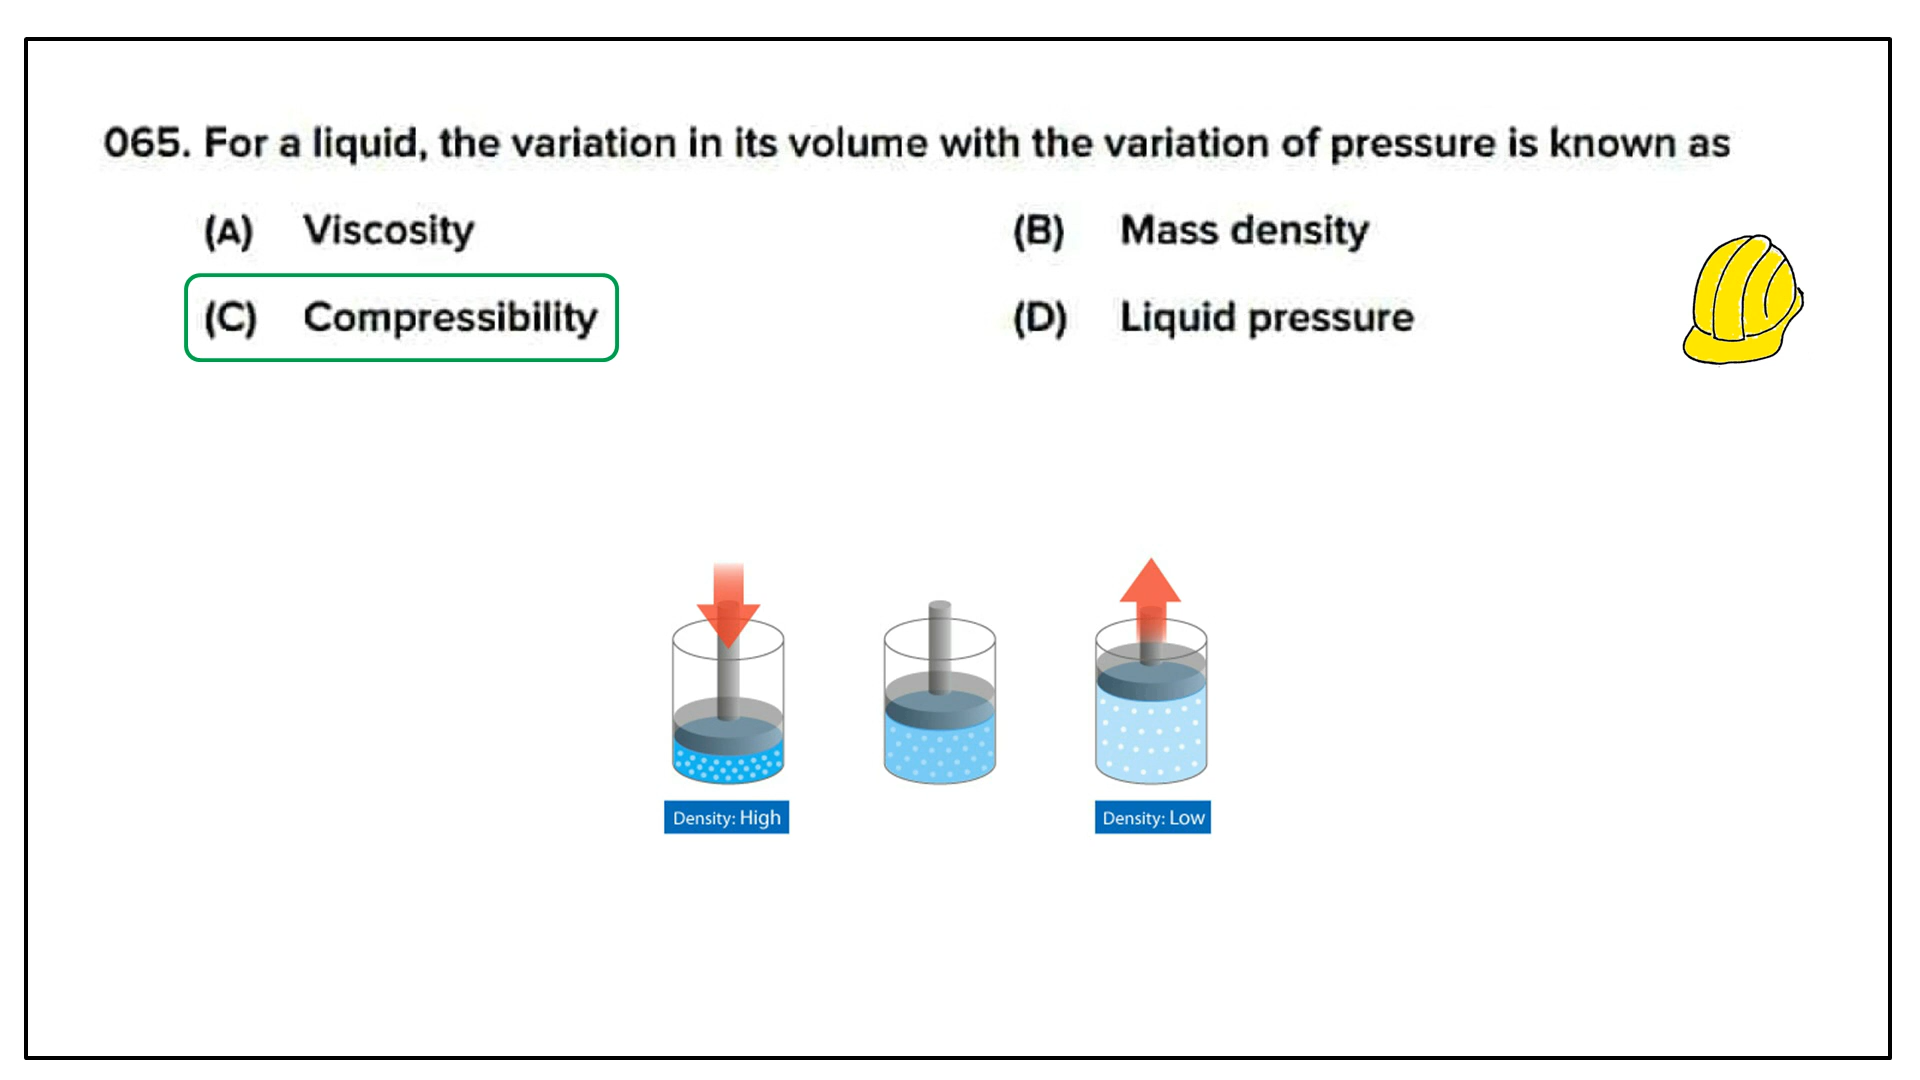 065. For a liquid, the variation in its volume with the variation of pressure is known as
(A) Viscosity (B) Mass density
(C) Compressibility (D) Liquid pressure
Density: High Density: Low